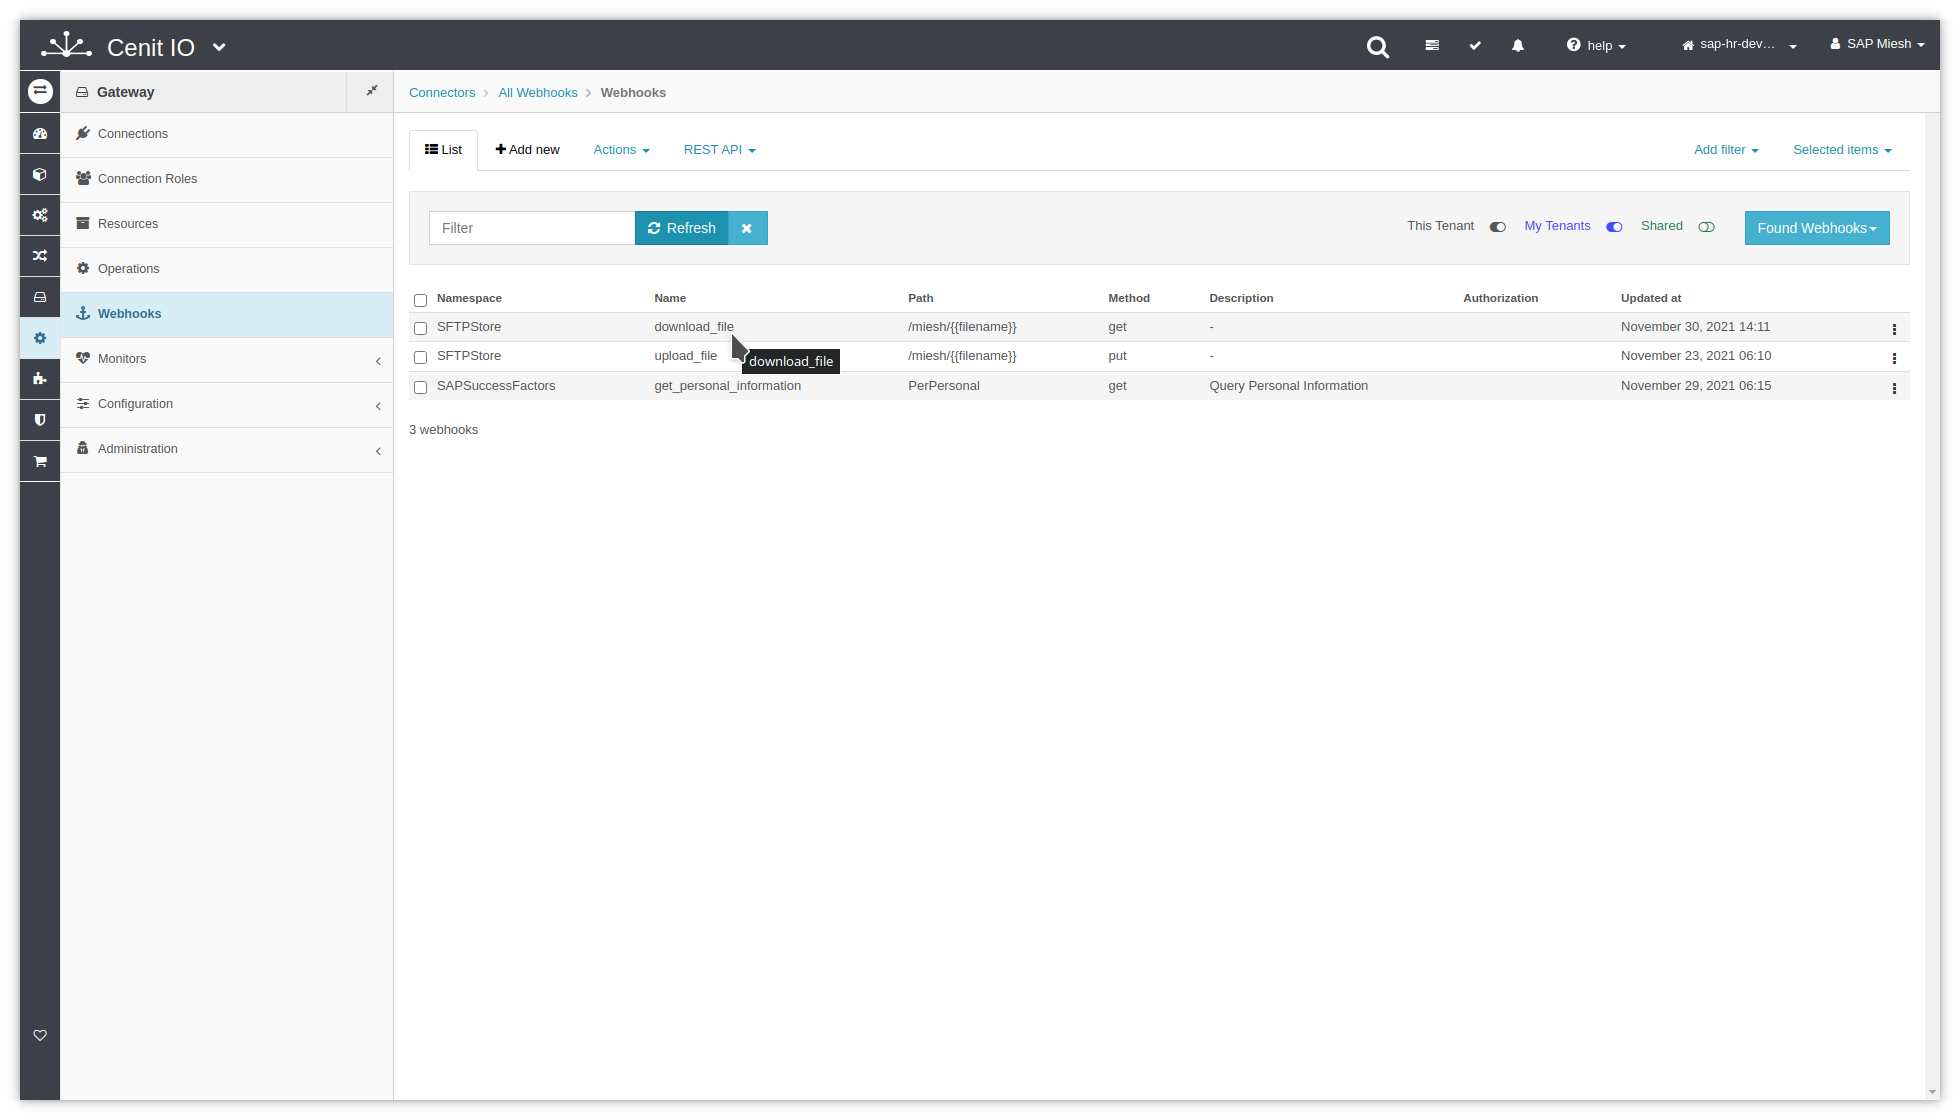 Cenit IO
help
sap-hr-dev...
SAP Miesh
Gateway
Connectors
All Webhooks
Webhooks
Connections
Connection Roles
Resources
Operations
Webhooks
Monitors
Configuration
Administration
List
Add new
Actions
REST API
Add filter
Selected items
Filter
Refresh
This Tenant
My Tenants
Shared
Found Webhooks
Namespace Name Path Method Description Authorization Updated at
SFTPStore download_file /miesh/{{filename}} get - November 30, 2021 14:11
SFTPStore upload_file /miesh/{{filename}} put - November 23, 2021 06:10
download_file
SAPSuccessFactors get_personal_information PerPersonal get Query Personal Information November 29, 2021 06:15
3 webhooks